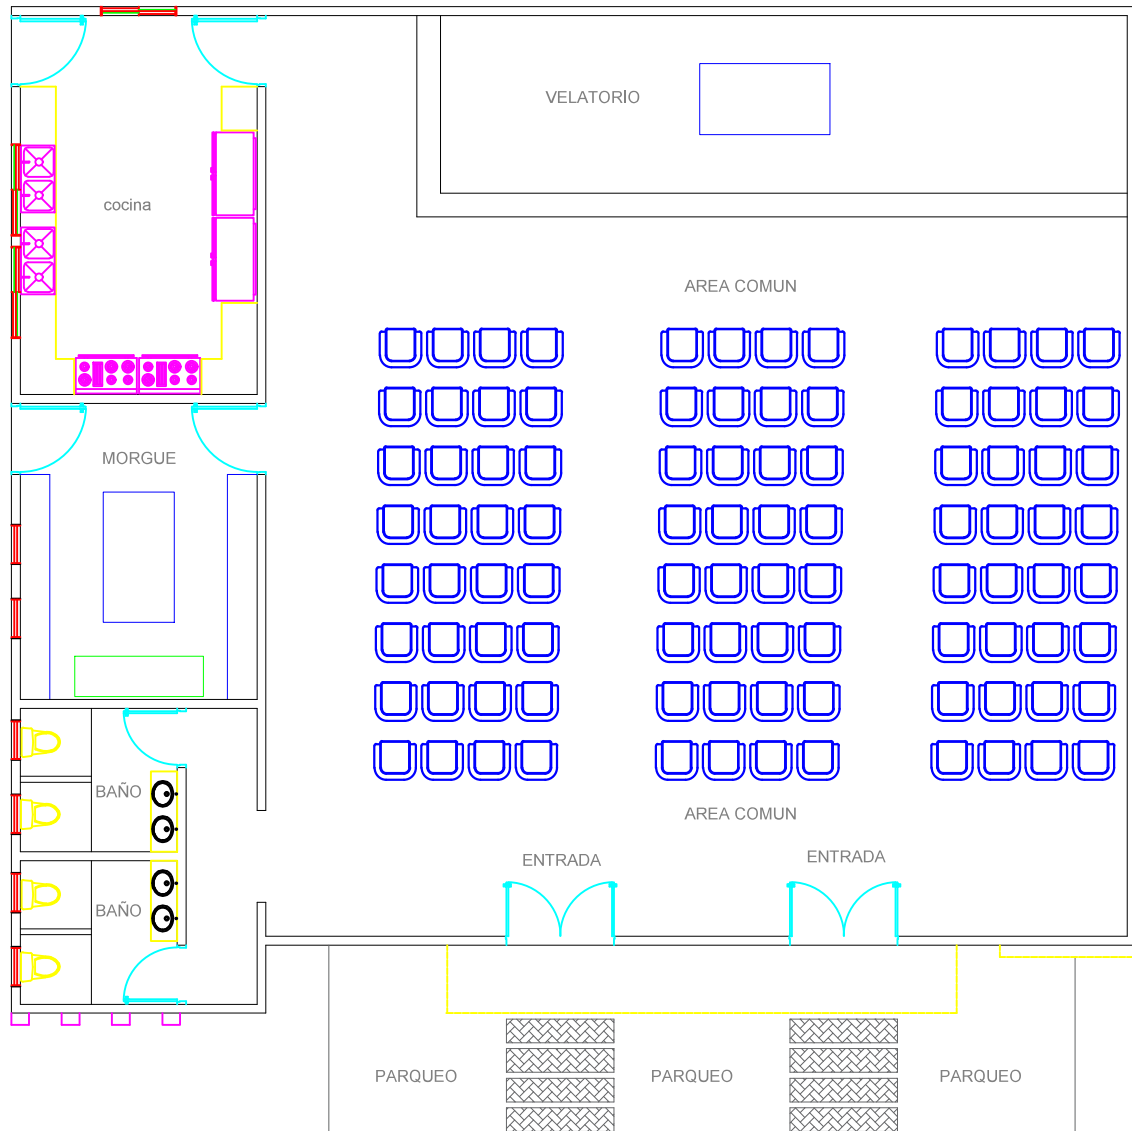 VELATORIO
cocina
AREA COMUN
MORGUE
BAÑO
AREA COMUN
ENTRADA
ENTRADA
BAÑO
PARQUEO
PARQUEO
PARQUEO